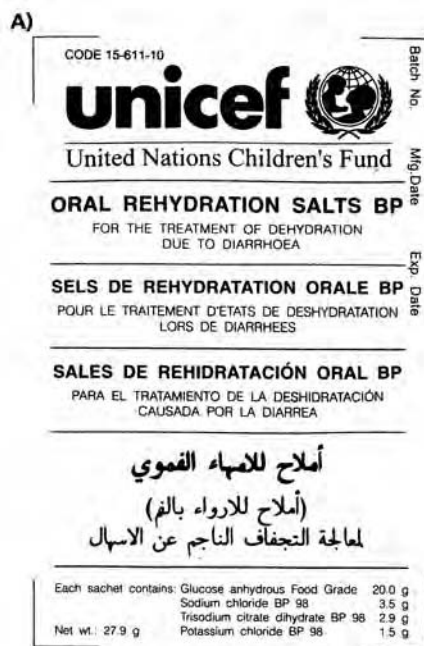 A)
CODE 15-611-10
unicef
United Nations Children's Fund
Batch No. Mfg.Date Exp. Date
ORAL REHYDRATION SALTS BP
FOR THE TREATMENT OF DEHYDRATION
DUE TO DIARRHOEA
SELS DE REHYDRATATION ORALE BP
POUR LE TRAITEMENT D'ETATS DE DESHYDRATATION
LORS DE DIARRHEES
SALES DE REHIDRATACIÓN ORAL BP
PARA EL TRATAMIENTO DE LA DESHIDRATACIÓN
CAUSADA POR LA DIARREA
أملاح للامهاء الفموي
(أملاح للارواء بالفم)
لمعالجة التجفاف الناجم عن الاسهال
Each sachet contains: Glucose anhydrous Food Grade 20.0 g
Sodium chloride BP 98 3.5 g
Trisodium citrate dihydrate BP 98 2.9 g
Net wt.: 27.9 g Potassium chloride BP 98 1.5 g